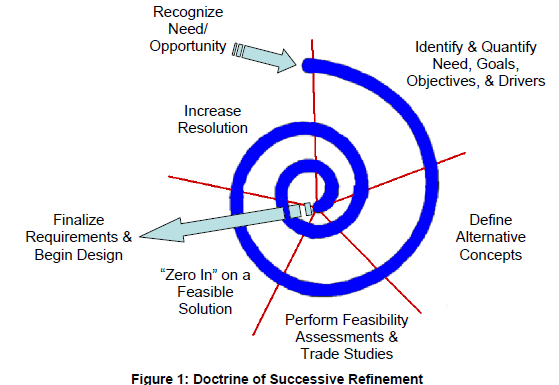 Recognize
Need/
Opportunity
Identify & Quantify
Need, Goals,
Objectives, & Drivers
Increase
Resolution
Define
Alternative
Concepts
Finalize
Requirements &
Begin Design
“Zero In” on a
Feasible
Solution
Perform Feasibility
Assessments &
Trade Studies
Figure 1: Doctrine of Successive Refinement